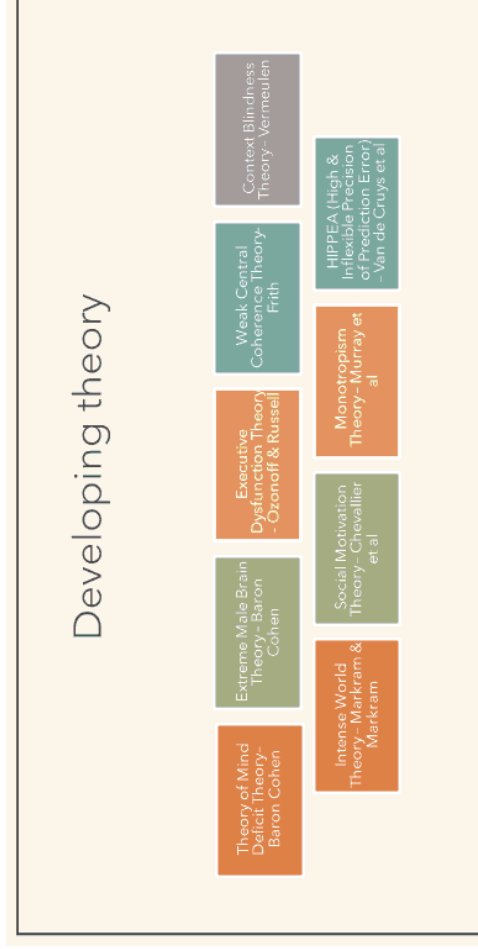 Developing theory
Theory of Mind
Deficit Theory–
Baron Cohen
Extreme Male Brain
Theory – Baron
Cohen
Executive
Dysfunction Theory
- Ozonoff & Russell
Weak Central
Coherence Theory-
Frith
Context Blindness
Theory – Vermeulen
Intense World
Theory – Markram &
Markram
Social Motivation
Theory – Chevallier
et al
Monotropism
Theory – Murray et
al
HIPPEA (High &
Inflexible Precision
of Prediction Error)
– Van de Cruys et al